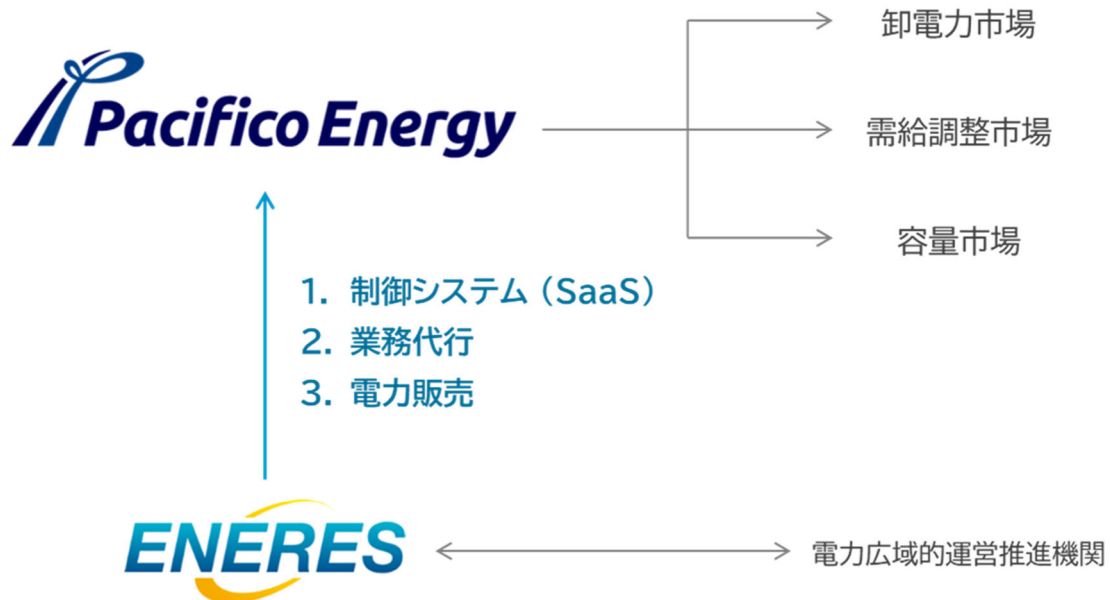 卸電力市場
Pacifico Energy
需給調整市場
容量市場
1. 制御システム（SaaS）
2. 業務代行
3. 電力販売
ENERES
電力広域的運営推進機関